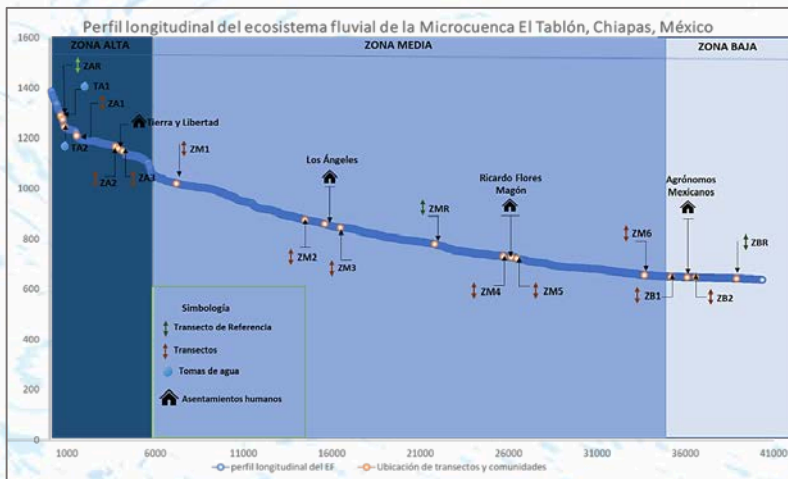 Perfil longitudinal del ecosistema fluvial de la Microcuenca El Tablón, Chiapas, México
ZONA ALTA
ZONA MEDIA
ZONA BAJA
1600
1400
1200
1000
800
600
400
200
0
ZAR
TA1
ZA1
Tierra y Libertad
TA2
ZA2
ZA3
ZM1
Los Ángeles
ZM2
ZM3
ZMR
Ricardo Flores
Magón
ZM4
ZM5
ZM6
Agrónomos
Mexicanos
ZBR
ZB1
ZB2
Simbología
Transecto de Referencia
Transectos
Tomas de agua
Asentamientos humanos
1000 6000 11000 16000 21000 26000 31000 36000 41000
perfil longitudinal del EF Ubicación de transectos y comunidades